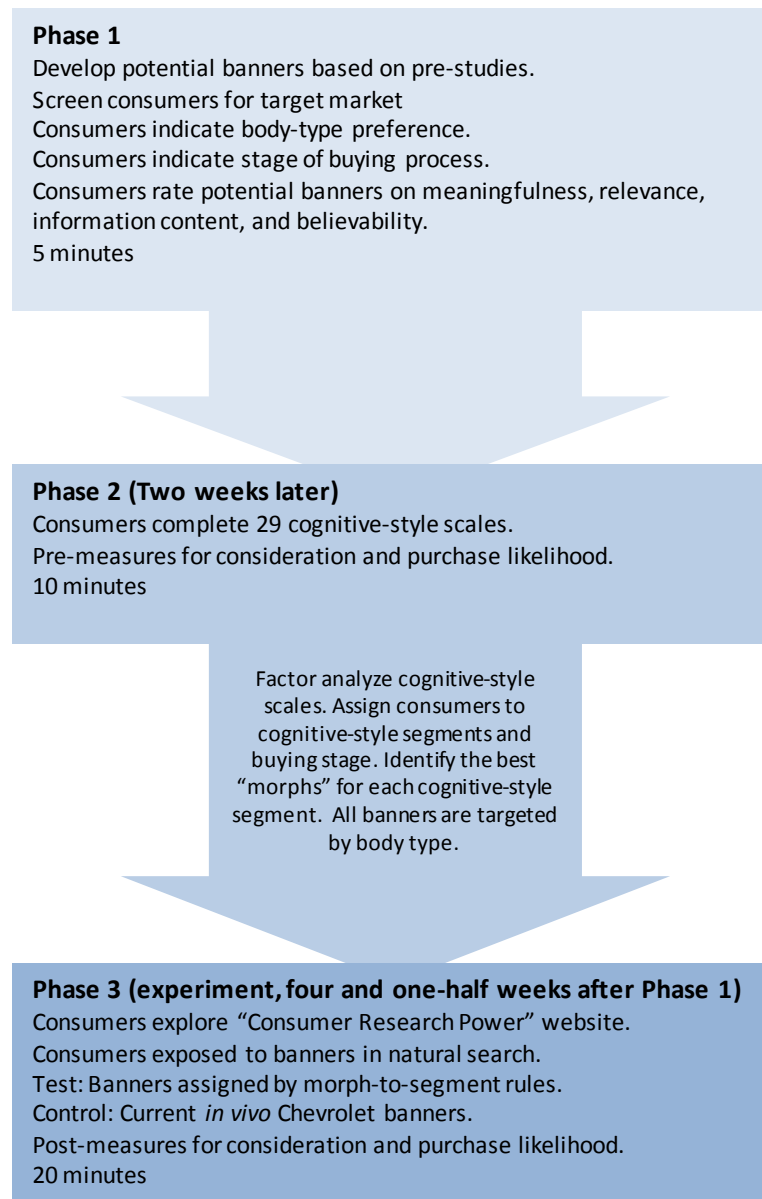 Phase 1
Develop potential banners based on pre-studies.
Screen consumers for target market
Consumers indicate body-type preference.
Consumers indicate stage of buying process.
Consumers rate potential banners on meaningfulness, relevance,
information content, and believability.
5 minutes
Phase 2 (Two weeks later)
Consumers complete 29 cognitive-style scales.
Pre-measures for consideration and purchase likelihood.
10 minutes
Factor analyze cognitive-style
scales. Assign consumers to
cognitive-style segments and
buying stage. Identify the best
“morphs” for each cognitive-style
segment. All banners are targeted
by body type.
Phase 3 (experiment, four and one-half weeks after Phase 1)
Consumers explore “Consumer Research Power” website.
Consumers exposed to banners in natural search.
Test: Banners assigned by morph-to-segment rules.
Control: Current in vivo Chevrolet banners.
Post-measures for consideration and purchase likelihood.
20 minutes